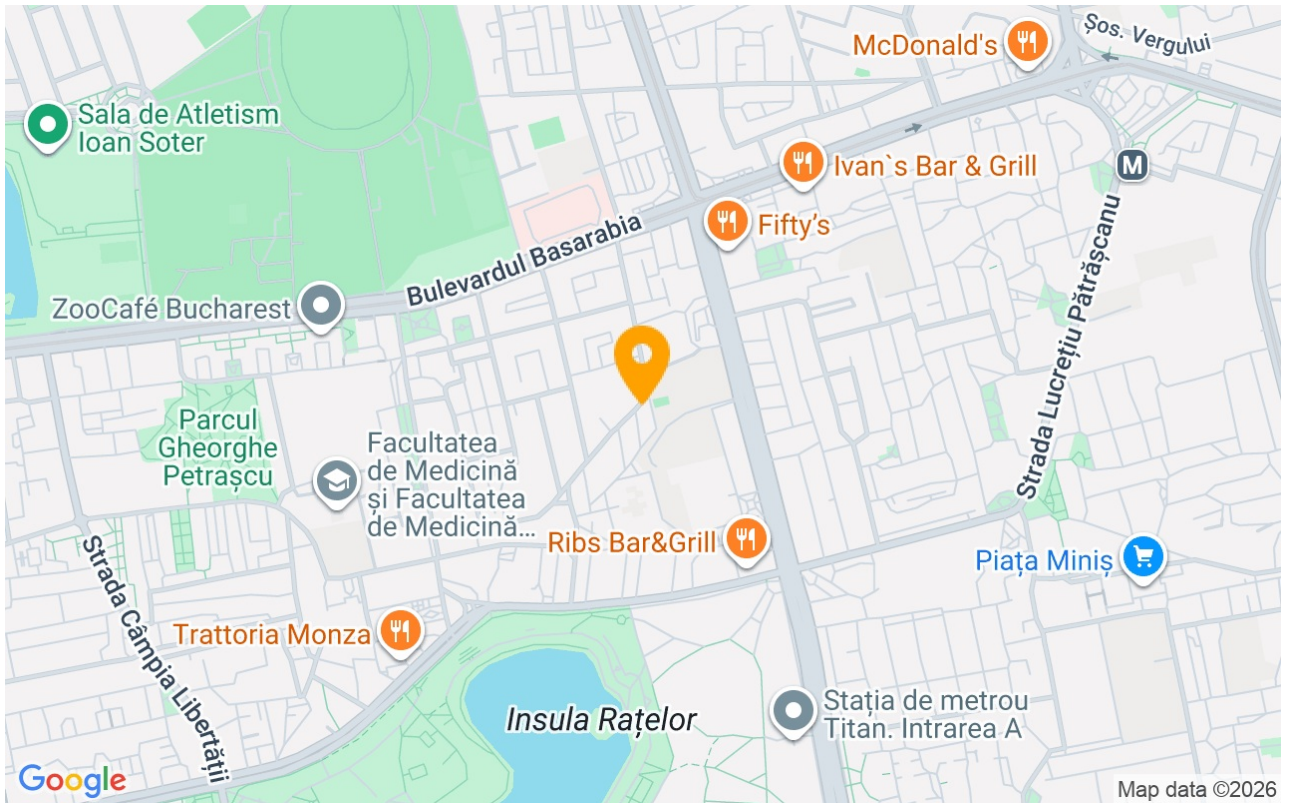 McDonald's
Șos. Vergului
Sala de Atletism
Ioan Soter
M
Ivan`s Bar & Grill
Fifty’s
Bulevardul Basarabia
ZooCafé Bucharest
Strada Lucrețiu Pătrășcanu
Parcul
Gheorghe
Petrașcu
Facultatea
de Medicină
și Facultatea
de Medicină...
Ribs Bar&Grill
Piața Miniș
Strada Câmpia Libertății
Trattoria Monza
Insula Rațelor
Stația de metrou
Titan. Intrarea A
Google
Map data ©2026